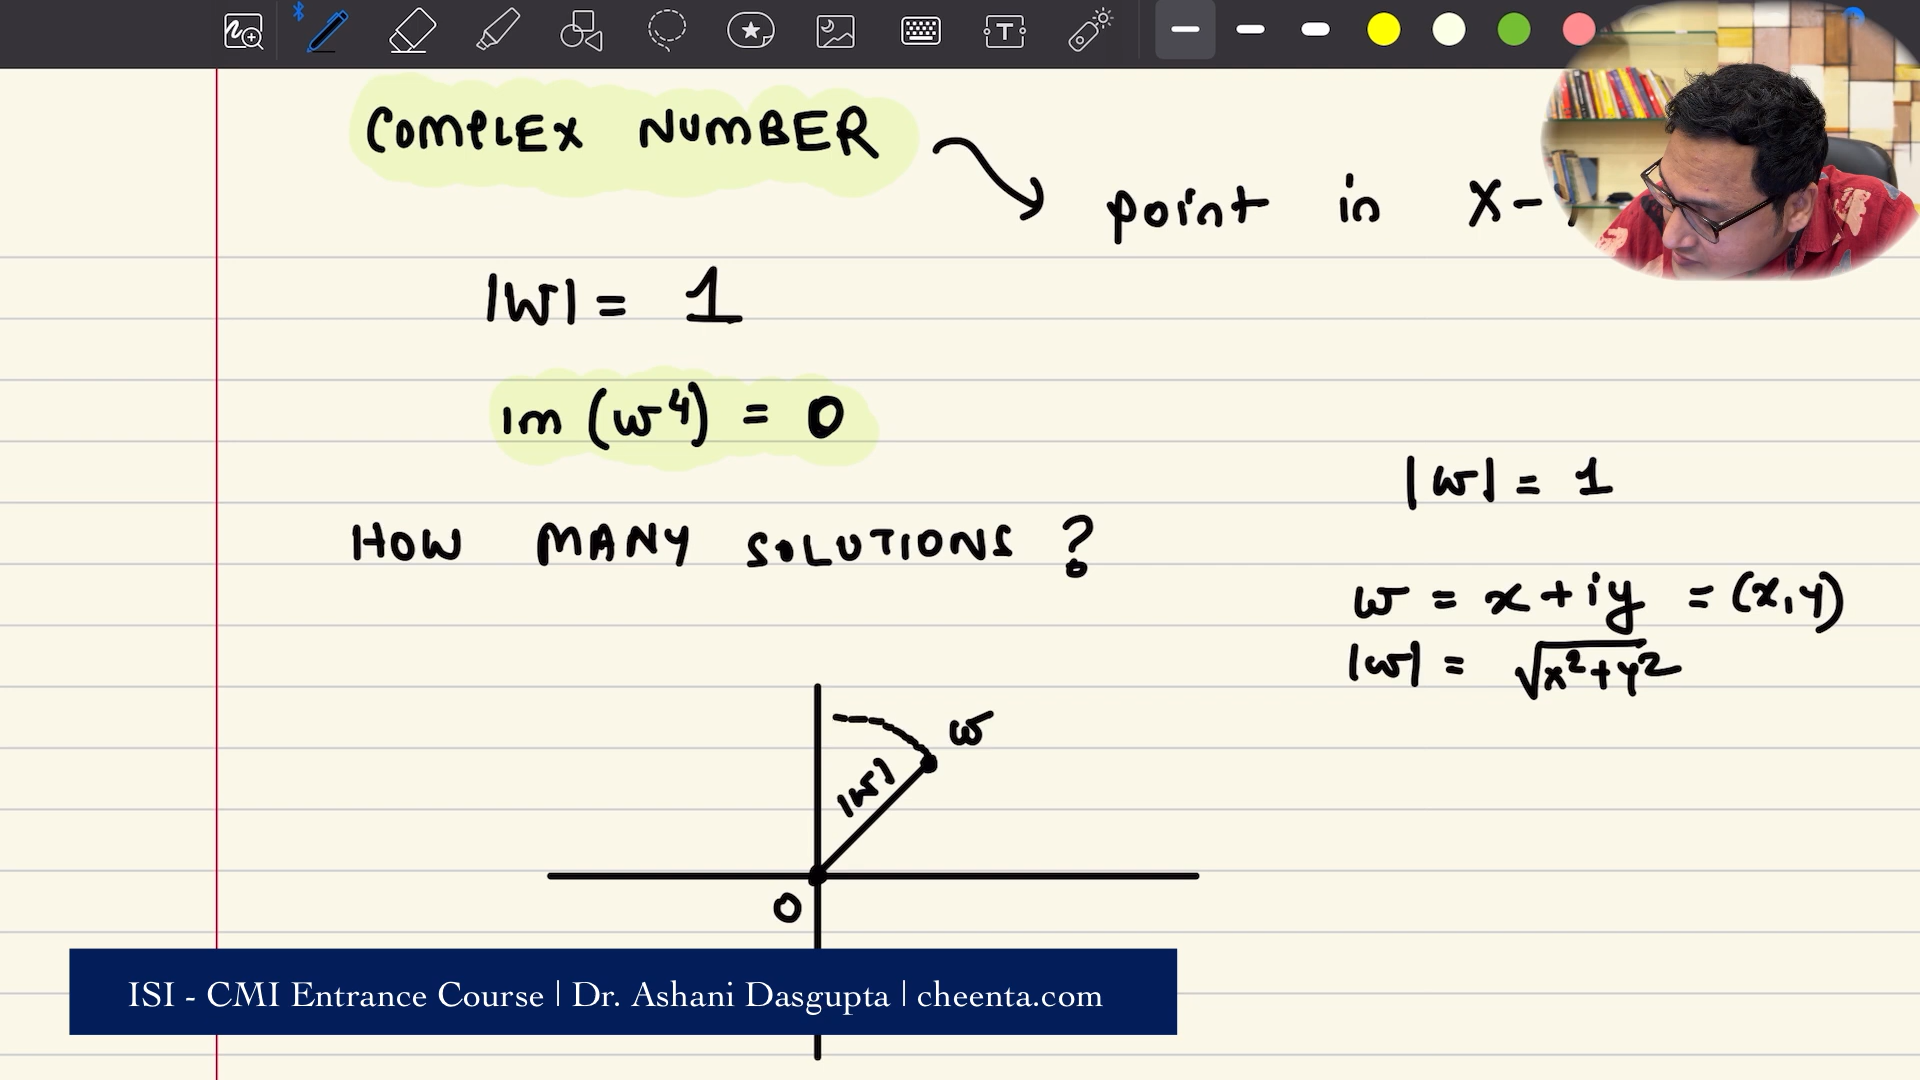 COMPLEX NUMBER
point in X-
|W| = 1
im (w⁴) = 0
|w| = 1
HOW MANY SOLUTIONS ?
w = x + iy = (x,y)
|w| = √x²+y²
w
|w|
0
ISI - CMI Entrance Course | Dr. Ashani Dasgupta | cheenta.com